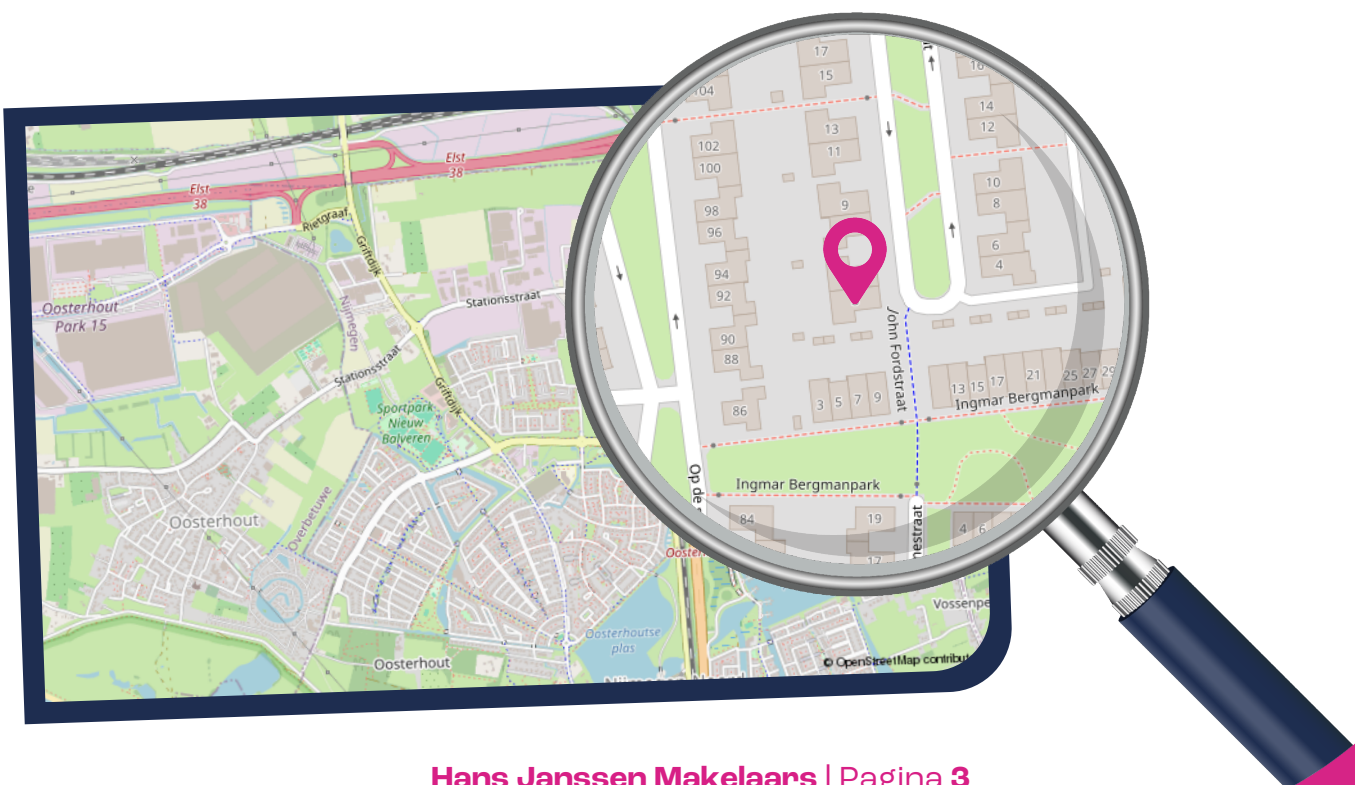 Elst
38
Elst
38
Rietgraaf
Griftdijk
Oosterhout
Park 15
Nijmegen
Stationsstraat
Stationsstraat
Griftdijk
Sportpark
Nieuw
Balveren
Oosterhout
Overbetuwe
Oosterhoutse
plas
Oosterhout
Vossenpe
© OpenStreetMap contribut
17
15
16
104
14
12
13
11
102
100
10
8
9
98
96
6
4
94
92
90
88
John Fordstraat
86
3 5 7 9
13 15 17 21 25 27 29
Ingmar Bergmanpark
Op de
Ingmar Bergmanpark
84
19
17
nestraat
4 6
Hans Janssen Makelaars | Pagina 3